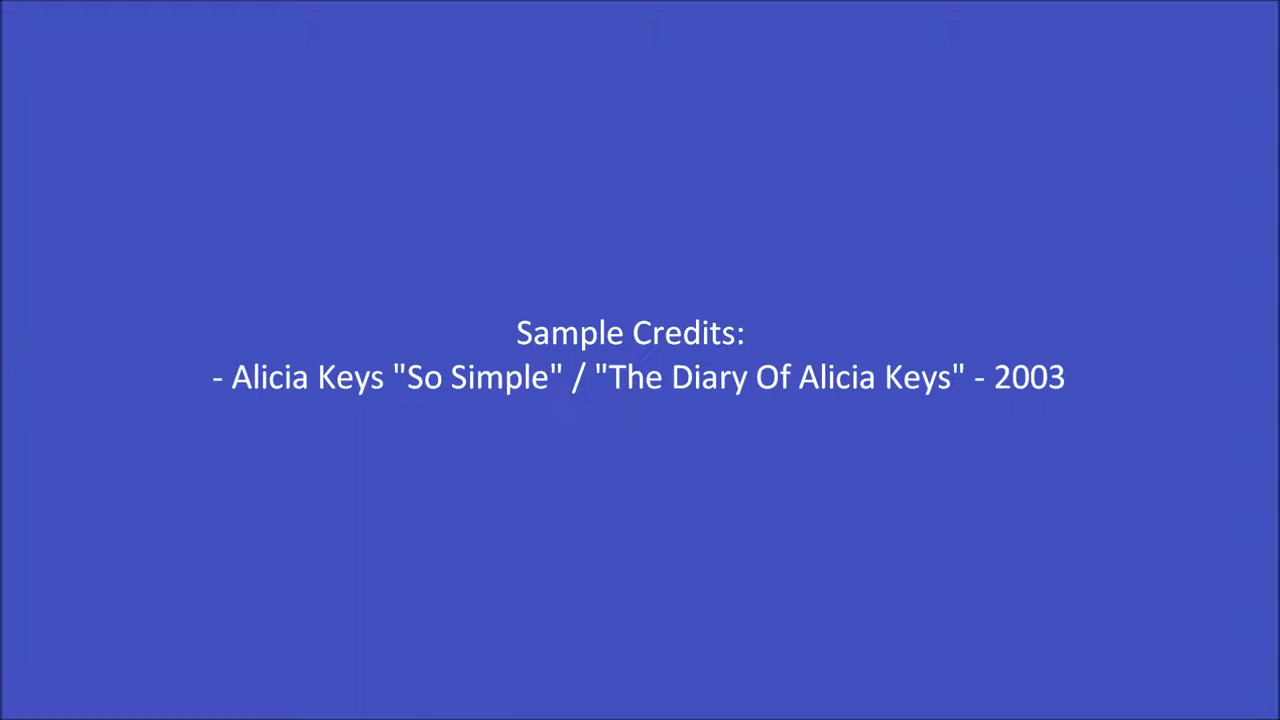 Sample Credits:
- Alicia Keys "So Simple" / "The Diary Of Alicia Keys" - 2003